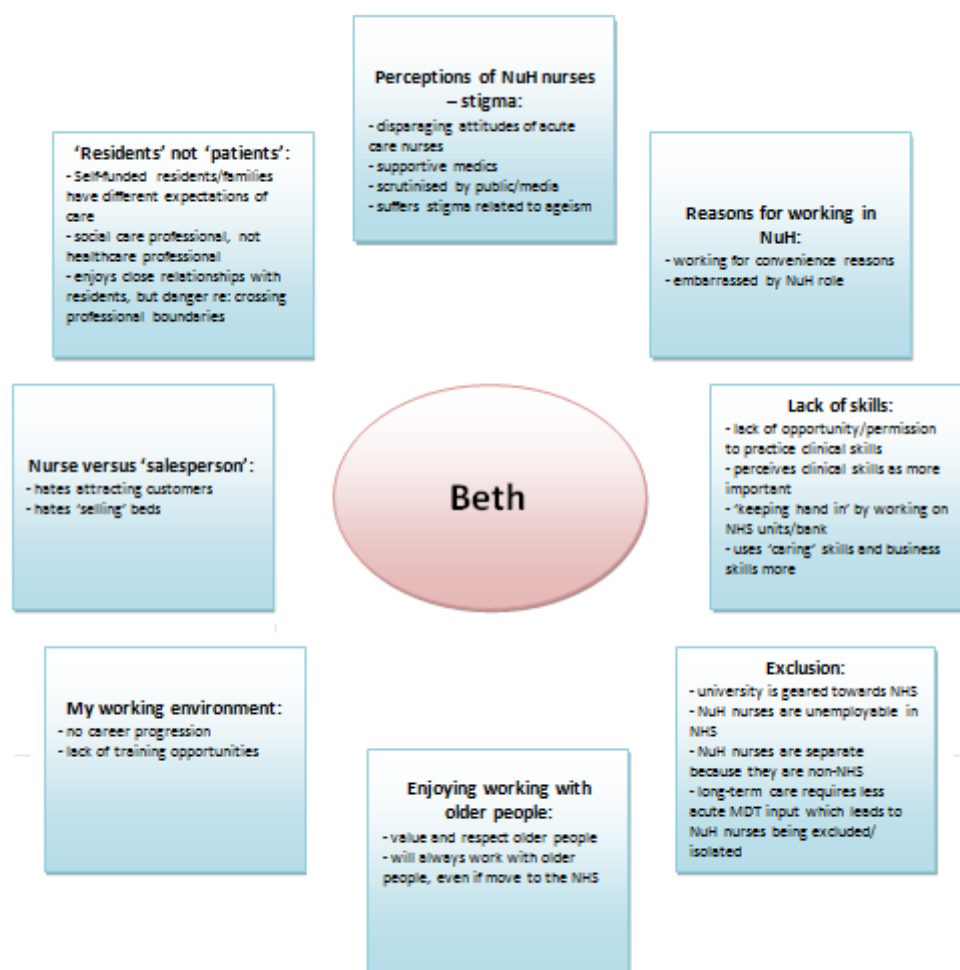 Perceptions of NuH nurses
– stigma:
- disparaging attitudes of acute
care nurses
- supportive medics
- scrutinised by public/media
- suffers stigma related to ageism
Reasons for working in
NuH:
- working for convenience reasons
- embarrassed by NuH role
Lack of skills:
- lack of opportunity/permission
to practice clinical skills
- perceives clinical skills as more
important
- ‘keeping hand in’ by working on
NHS units/bank
- uses ‘caring’ skills and business
skills more
Exclusion:
- university is geared towards NHS
- NuH nurses are unemployable in
NHS
- NuH nurses are separate
because they are non-NHS
- long-term care requires less
acute MDT input which leads to
NuH nurses being excluded/
isolated
Enjoying working with
older people:
- value and respect older people
- will always work with older
people, even if move to the NHS
My working environment:
- no career progression
- lack of training opportunities
Nurse versus ‘salesperson’:
- hates attracting customers
- hates ‘selling’ beds
‘Residents’ not ‘patients’:
- Self-funded residents/families
have different expectations of
care
- social care professional, not
healthcare professional
- enjoys close relationships with
residents, but danger re: crossing
professional boundaries
Beth